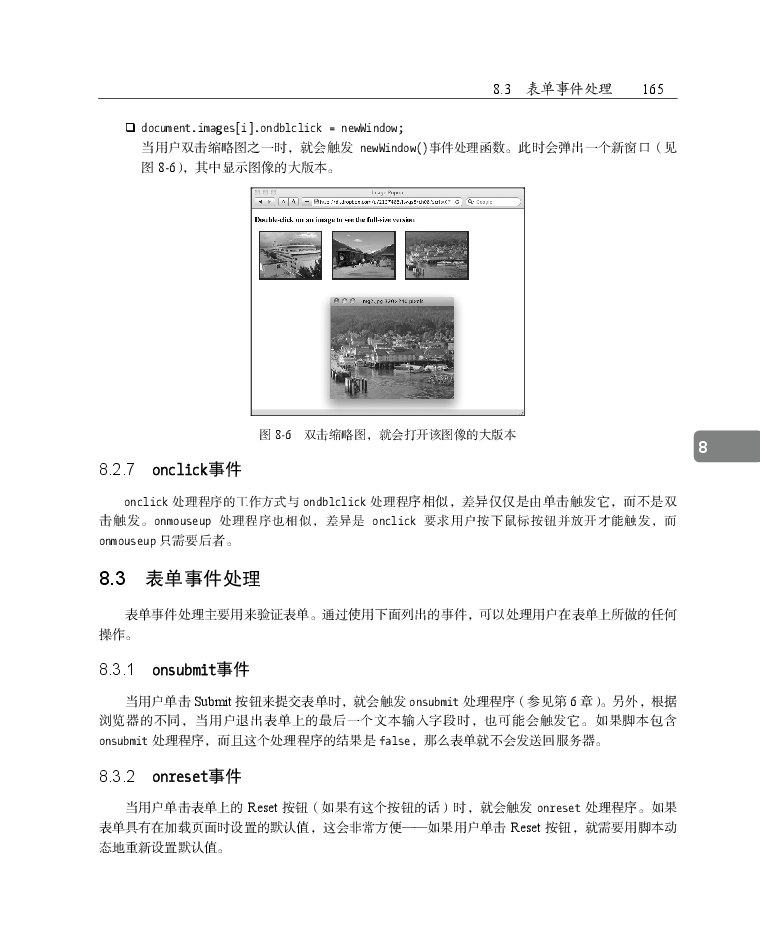 8.3 表单事件处理 165
❑ document.images[i].ondblclick = newWindow;
当用户双击缩略图之一时，就会触发 newWindow()事件处理函数。此时会弹出一个新窗口（见
图 8-6），其中显示图像的大版本。
Image Popup
Google
Double-click on an image to see the full-size version
img3.jpg 320×240 pixels
图 8-6 双击缩略图，就会打开该图像的大版本
8
8.2.7 onclick事件
onclick 处理程序的工作方式与 ondblclick 处理程序相似，差异仅仅是由单击触发它，而不是双
击触发。onmouseup 处理程序也相似，差异是 onclick 要求用户按下鼠标按钮并放开才能触发，而
onmouseup 只需要后者。
8.3 表单事件处理
表单事件处理主要用来验证表单。通过使用下面列出的事件，可以处理用户在表单上所做的任何
操作。
8.3.1 onsubmit事件
当用户单击 Submit 按钮来提交表单时，就会触发 onsubmit 处理程序（参见第 6 章）。另外，根据
浏览器的不同，当用户退出表单上的最后一个文本输入字段时，也可能会触发它。如果脚本包含
onsubmit 处理程序，而且这个处理程序的结果是 false，那么表单就不会发送回服务器。
8.3.2 onreset事件
当用户单击表单上的 Reset 按钮（如果有这个按钮的话）时，就会触发 onreset 处理程序。如果
表单具有在加载页面时设置的默认值，这会非常方便——如果用户单击 Reset 按钮，就需要用脚本动
态地重新设置默认值。